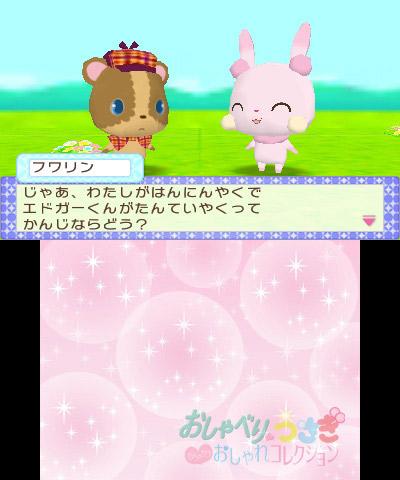 フワリン
じゃあ、わたしがはんにんやくで
エドガーくんがたんていやくって
かんじならどう？
おしゃべりうさぎ
おしゃれコレクション